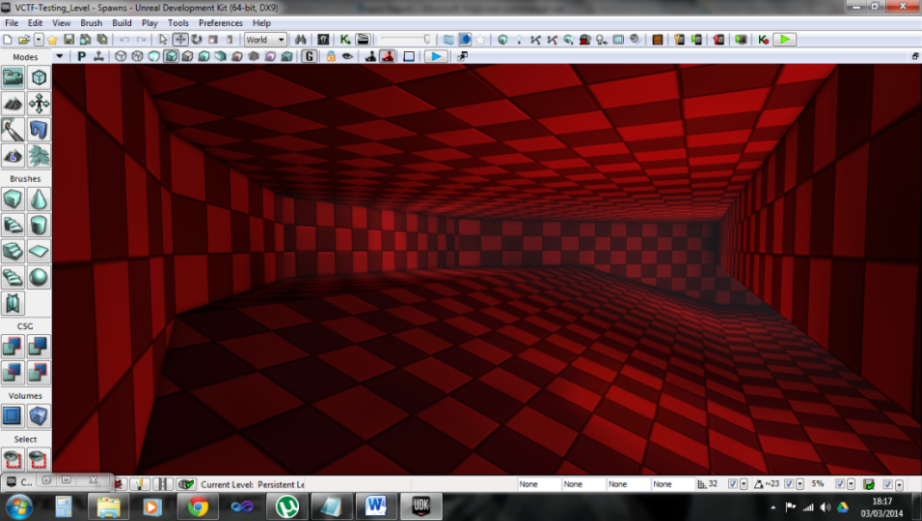 VCTF-Testing_Level - Spawns - Unreal Development Kit (64-bit, DX9)
File Edit View Brush Build Play Tools Preferences Help
World
Modes
P
G
Brushes
CSG
Volumes
Select
C...
Current Level: Persistent Le
None None None None 32 ~23 5%
W UDK
18:17
03/03/2014